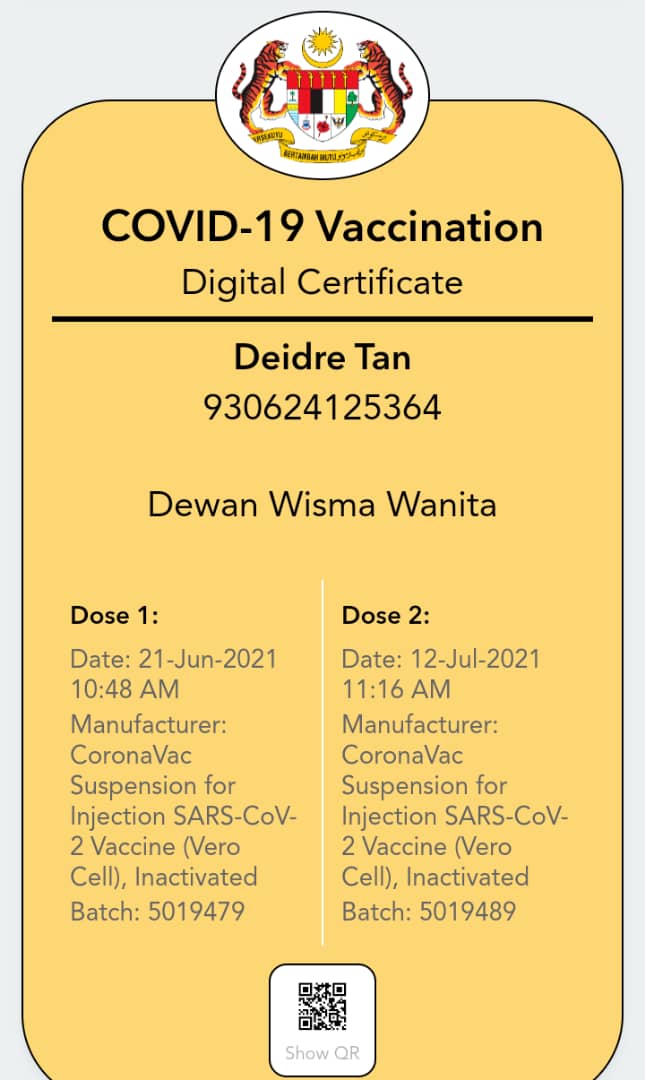 BERTAMBAH MUTU
COVID-19 Vaccination
Digital Certificate
Deidre Tan
930624125364
Dewan Wisma Wanita
Dose 1:
Date: 21-Jun-2021
10:48 AM
Manufacturer:
CoronaVac
Suspension for
Injection SARS-CoV-
2 Vaccine (Vero
Cell), Inactivated
Batch: 5019479
Dose 2:
Date: 12-Jul-2021
11:16 AM
Manufacturer:
CoronaVac
Suspension for
Injection SARS-CoV-
2 Vaccine (Vero
Cell), Inactivated
Batch: 5019489
Show QR